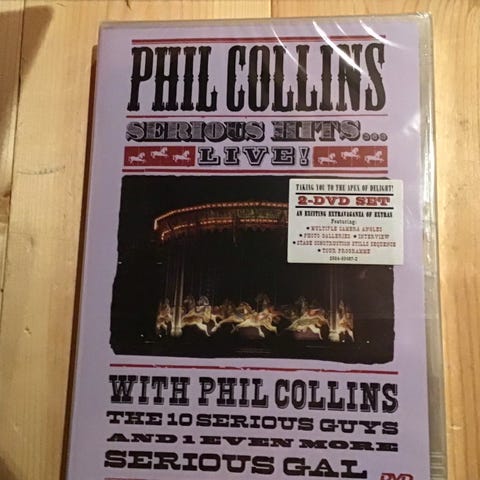 PHIL COLLINS
SERIOUS HITS...
LIVE!
TAKING YOU TO THE APEX OF DELIGHT!
2-DVD SET
AN EXCITING EXTRAVAGANZA OF EXTRAS
Featuring:
★ MULTIPLE CAMERA ANGLES
★ PHOTO GALLERIES ★ INTERVIEW
★ STAGE CONSTRUCTION STILLS SEQUENCE
★ TOUR PROGRAMME
WITH PHIL COLLINS
THE 10 SERIOUS GUYS
AND 1 EVEN MORE
SERIOUS GAL
DVD